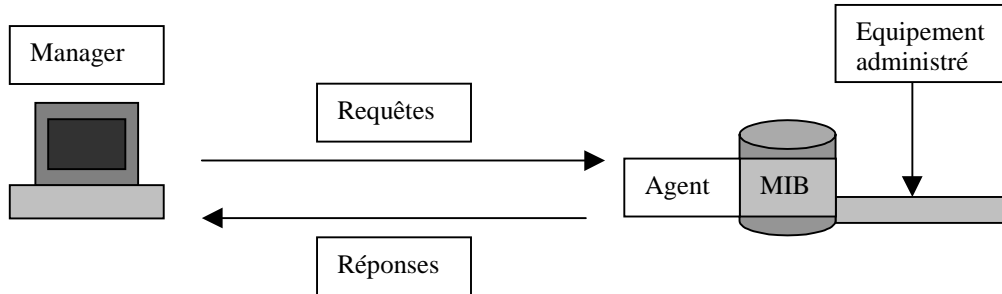 Manager
Equipement
administré
Requêtes
Agent
MIB
Réponses